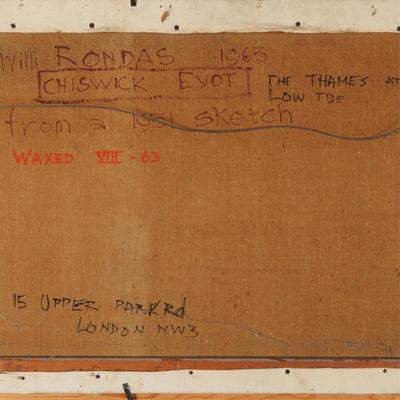 Willi RONDAS 1963
CHISWICK EYOT THE THAMES AT
LOW TIDE
from a 1951 sketch
WAXED VIII - 63
15 UPPER PARK Rd
LONDON NW3